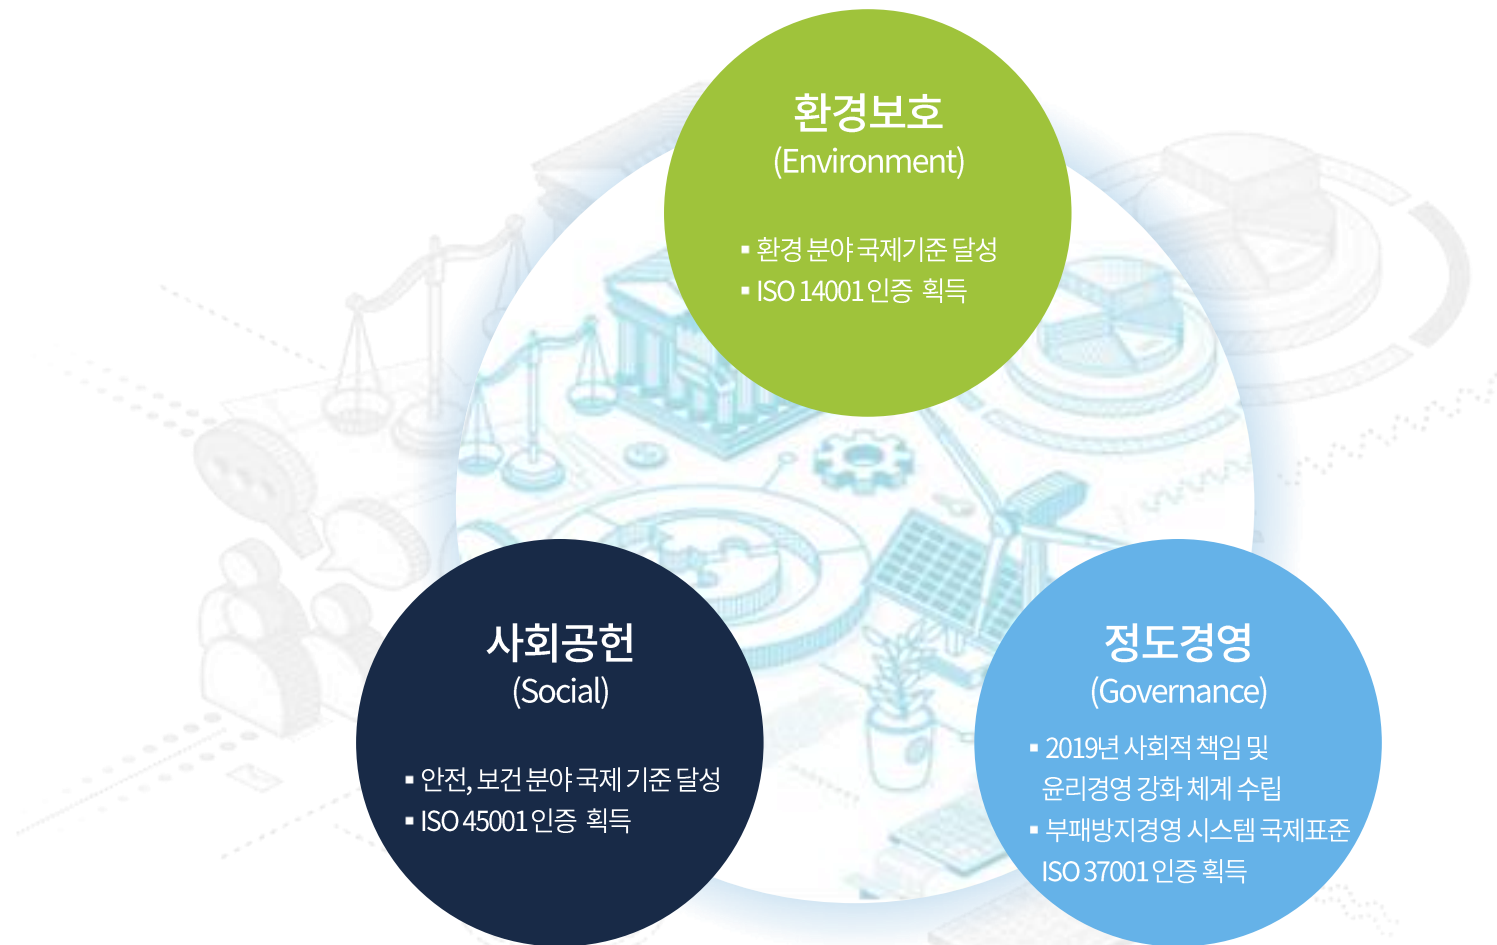 환경보호
(Environment)
▪ 환경 분야 국제기준 달성
▪ ISO 14001 인증 획득
사회공헌
(Social)
▪ 안전, 보건 분야 국제 기준 달성
▪ ISO 45001 인증 획득
정도경영
(Governance)
▪ 2019년 사회적 책임 및
윤리경영 강화 체계 수립
▪ 부패방지경영 시스템 국제표준
ISO 37001 인증 획득